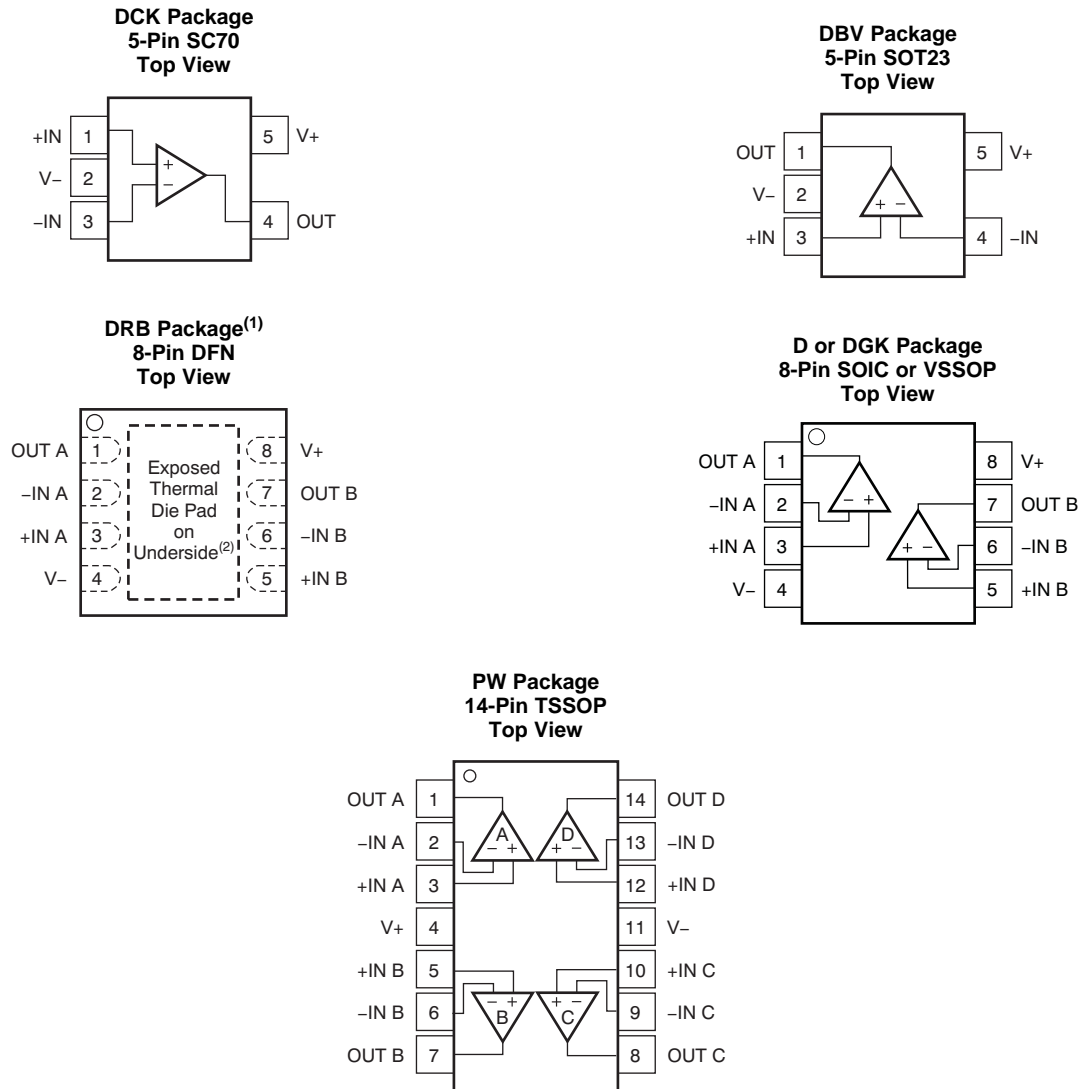 DCK Package
5-Pin SC70
Top View
+IN 1 5 V+
V− 2
−IN 3 4 OUT
+
−
DBV Package
5-Pin SOT23
Top View
OUT 1 5 V+
V− 2
+ −
+IN 3 4 −IN
DRB Package(1)
8-Pin DFN
Top View
OUT A 1 8 V+
−IN A 2 7 OUT B
+IN A 3 6 −IN B
V− 4 5 +IN B
Exposed
Thermal
Die Pad
on
Underside(2)
D or DGK Package
8-Pin SOIC or VSSOP
Top View
OUT A 1 8 V+
−IN A 2 − + 7 OUT B
+IN A 3 + − 6 −IN B
V− 4 5 +IN B
PW Package
14-Pin TSSOP
Top View
OUT A 1 14 OUT D
A D
−IN A 2 − + + − 13 −IN D
+IN A 3 12 +IN D
V+ 4 11 V−
+IN B 5 10 +IN C
− + + −
−IN B 6 B C 9 −IN C
OUT B 7 8 OUT C